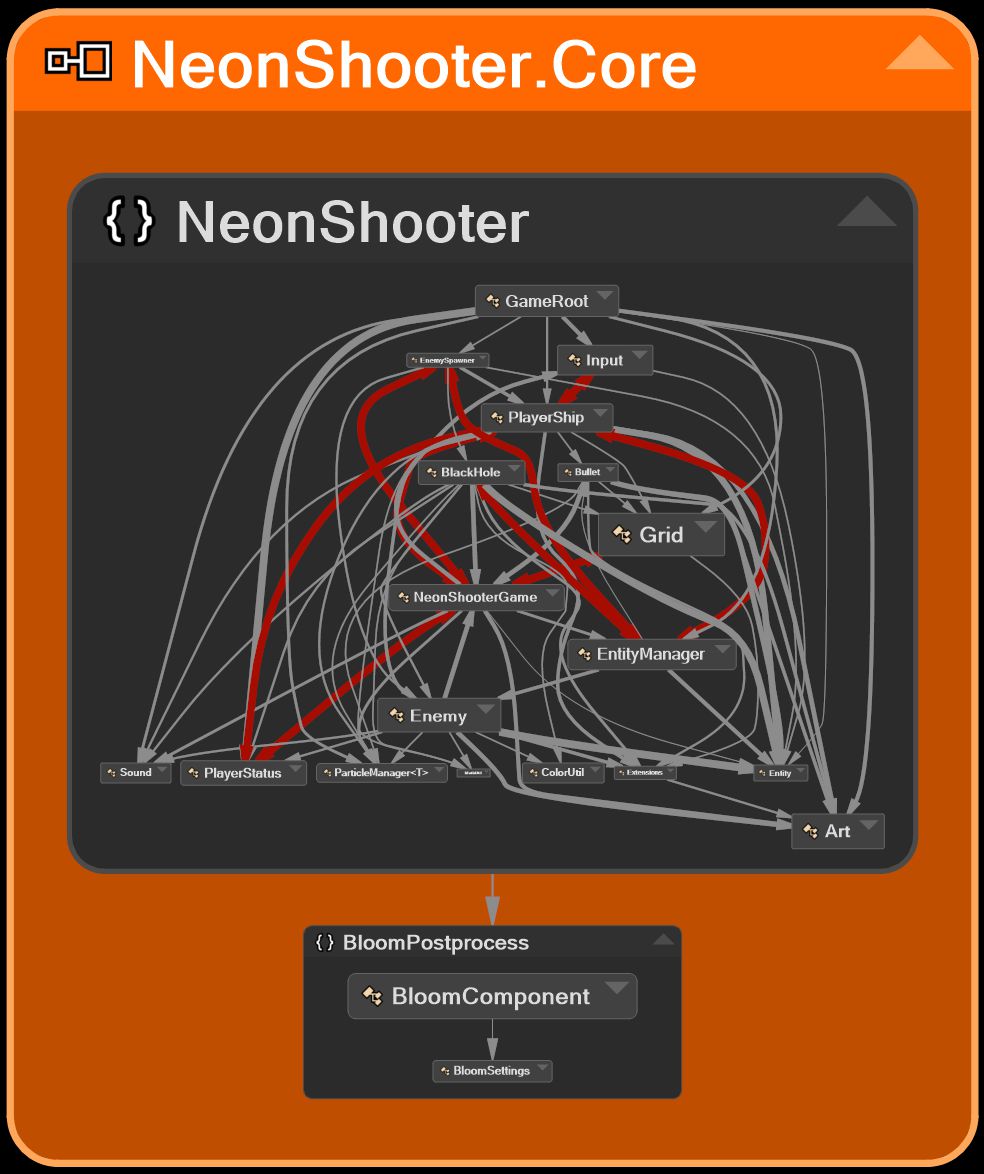 NeonShooter.Core
{} NeonShooter
GameRoot
EnemySpawner
Input
PlayerShip
BlackHole
Bullet
Grid
NeonShooterGame
EntityManager
Enemy
Sound
PlayerStatus
ParticleManager<T>
ColorUtil
Extensions
Entity
Art
{} BloomPostprocess
BloomComponent
BloomSettings